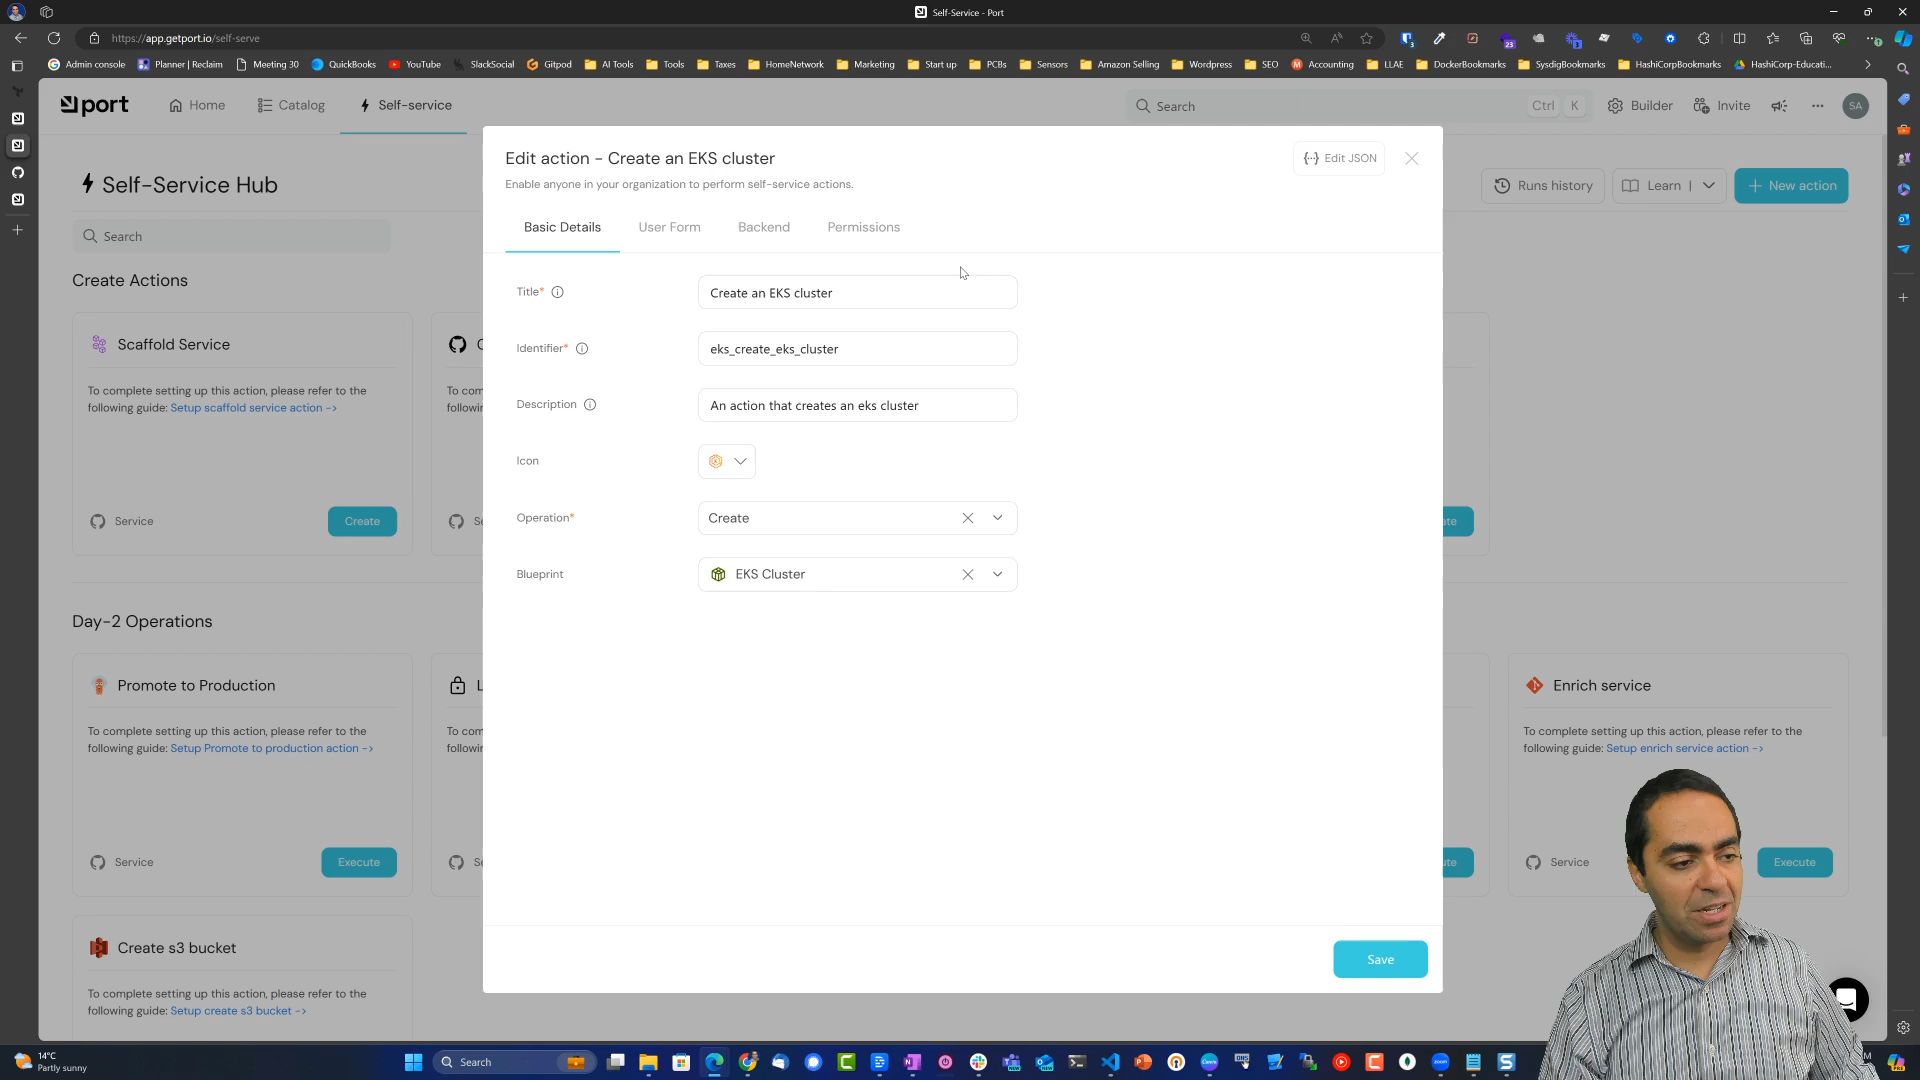 Self-Service - Port
https://app.getport.io/self-serve
Admin console
Planner | Reclaim
Meeting 30
QuickBooks
YouTube
SlackSocial
Gitpod
AI Tools
Tools
Taxes
HomeNetwork
Marketing
Start up
PCBs
Sensors
Amazon Selling
Wordpress
SEO
Accounting
LLAE
DockerBookmarks
SysdigBookmarks
HashiCorpBookmarks
HashiCorp-Educati...
port
Home
Catalog
Self-service
Search
Ctrl K
Builder
Invite
SA
Self-Service Hub
Runs history
Learn
New action
Search
Create Actions
Scaffold Service
To complete setting up this action, please refer to the
following guide: Setup scaffold service action ->
Service
Create
To com
followin
Day-2 Operations
Promote to Production
To complete setting up this action, please refer to the
following guide: Setup Promote to production action ->
Service
Execute
To com
followin
Enrich service
To complete setting up this action, please refer to the
following guide: Setup enrich service action ->
Service
Execute
Create s3 bucket
To complete setting up this action, please refer to the
following guide: Setup create s3 bucket ->
Edit action - Create an EKS cluster
Enable anyone in your organization to perform self-service actions.
Edit JSON
Basic Details
User Form
Backend
Permissions
Title*
Create an EKS cluster
Identifier*
eks_create_eks_cluster
Description
An action that creates an eks cluster
Icon
Operation*
Create
Blueprint
EKS Cluster
Save
14°C
Partly sunny
Search